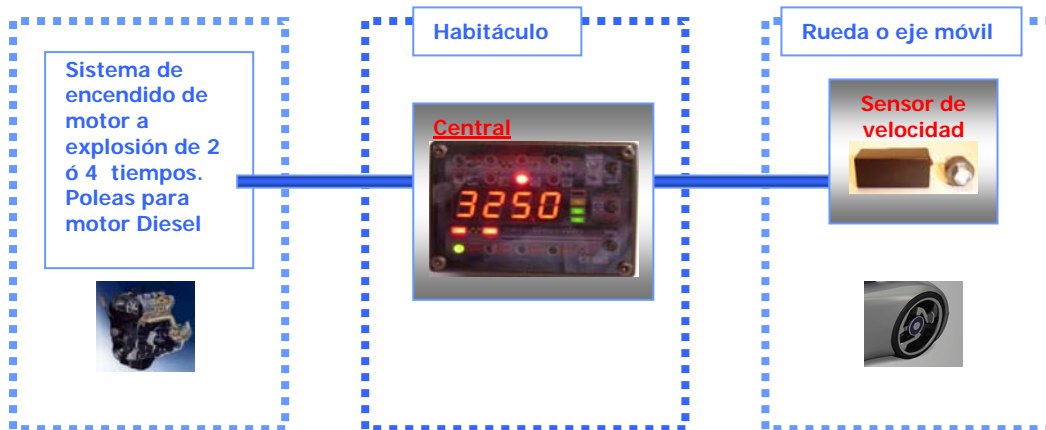 Sistema de
encendido de
motor a
explosión de 2
ó 4 tiempos.
Poleas para
motor Diesel
Habitáculo
Central
3250
Rueda o eje móvil
Sensor de
velocidad